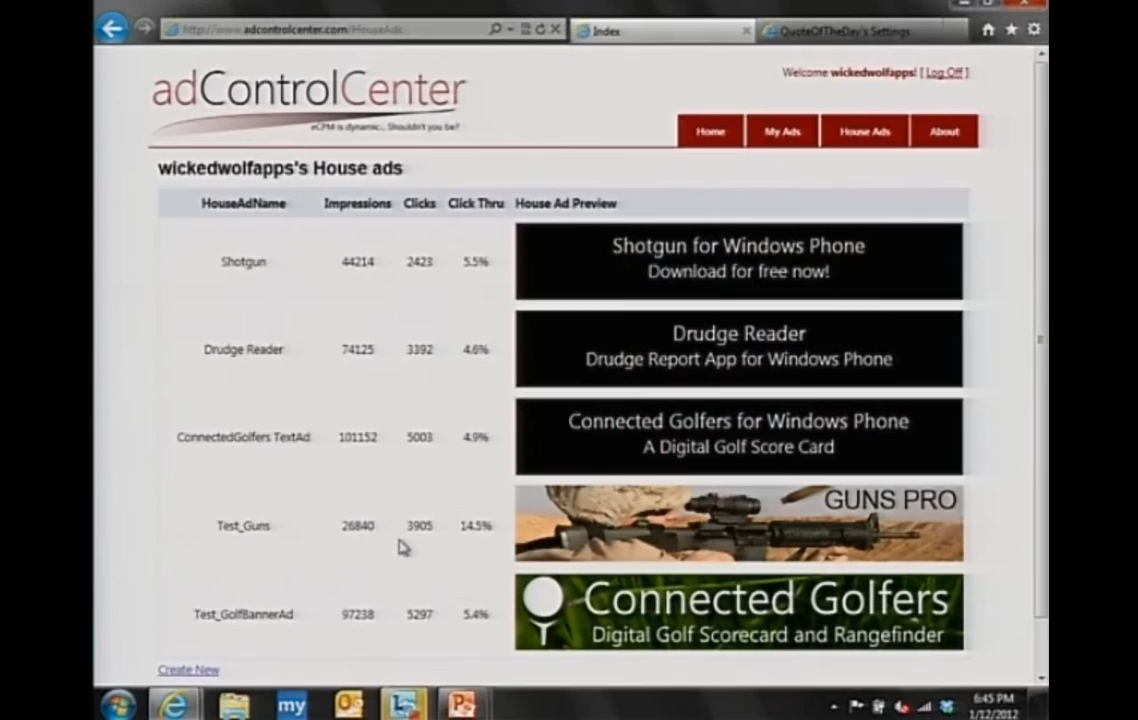 http://www.adcontrolcenter.com/HouseAds
Index
QuoteOfTheDay's Settings
adControlCenter
eCPM is dynamic... Shouldn't you be?
Welcome wickedwolfapps! [ Log Off ]
Home
My Ads
House Ads
About
wickedwolfapps's House ads
HouseAdName Impressions Clicks Click Thru House Ad Preview
Shotgun 44214 2423 5.5%
Shotgun for Windows Phone
Download for free now!
Drudge Reader 74125 3392 4.6%
Drudge Reader
Drudge Report App for Windows Phone
ConnectedGolfers TextAd 101152 5003 4.9%
Connected Golfers for Windows Phone
A Digital Golf Score Card
Test_Guns 26840 3905 14.5%
GUNS PRO
Test_GolfBannerAd 97238 5297 5.4%
Connected Golfers
Digital Golf Scorecard and Rangefinder
Create New
my
6:45 PM
1/12/2012